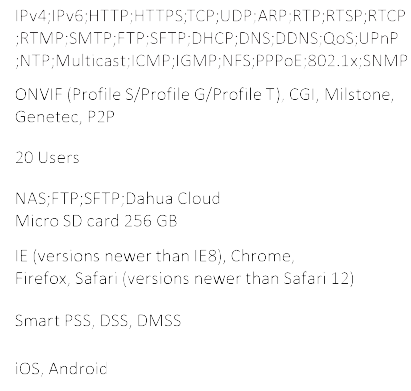 IPv4;IPv6;HTTP;HTTPS;TCP;UDP;ARP;RTP;RTSP;RTCP
;RTMP;SMTP;FTP;SFTP;DHCP;DNS;DDNS;QoS;UPnP
;NTP;Multicast;ICMP;IGMP;NFS;PPPoE;802.1x;SNMP
ONVIF (Profile S/Profile G/Profile T), CGI, Milstone,
Genetec, P2P
20 Users
NAS;FTP;SFTP;Dahua Cloud
Micro SD card 256 GB
IE (versions newer than IE8), Chrome,
Firefox, Safari (versions newer than Safari 12)
Smart PSS, DSS, DMSS
iOS, Android